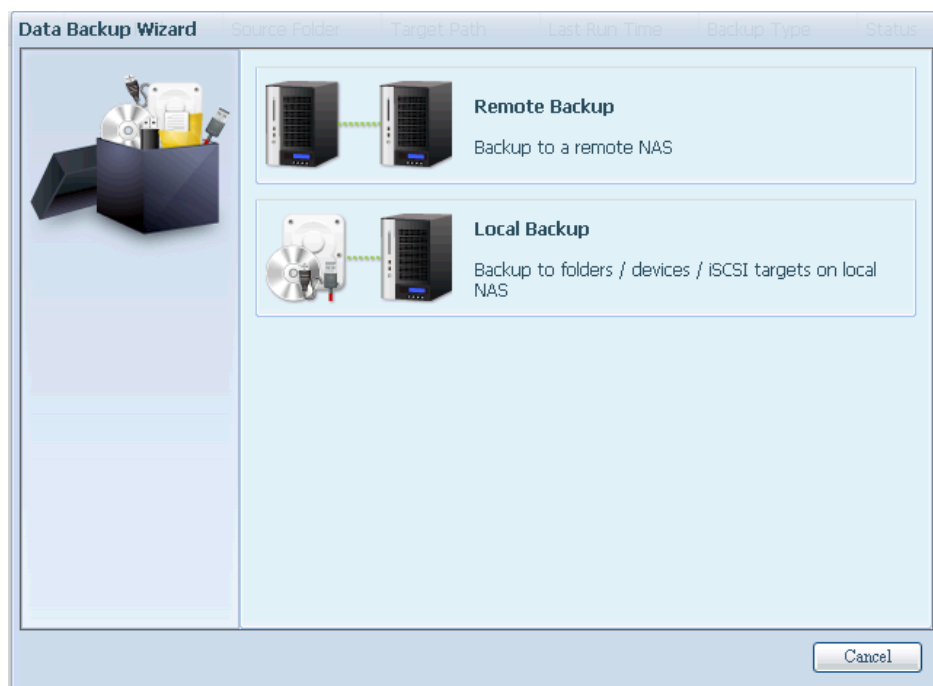 Data Backup Wizard
Source Folder Target Path Last Run Time Backup Type Status
Remote Backup
Backup to a remote NAS
Local Backup
Backup to folders / devices / iSCSI targets on local
NAS
Cancel